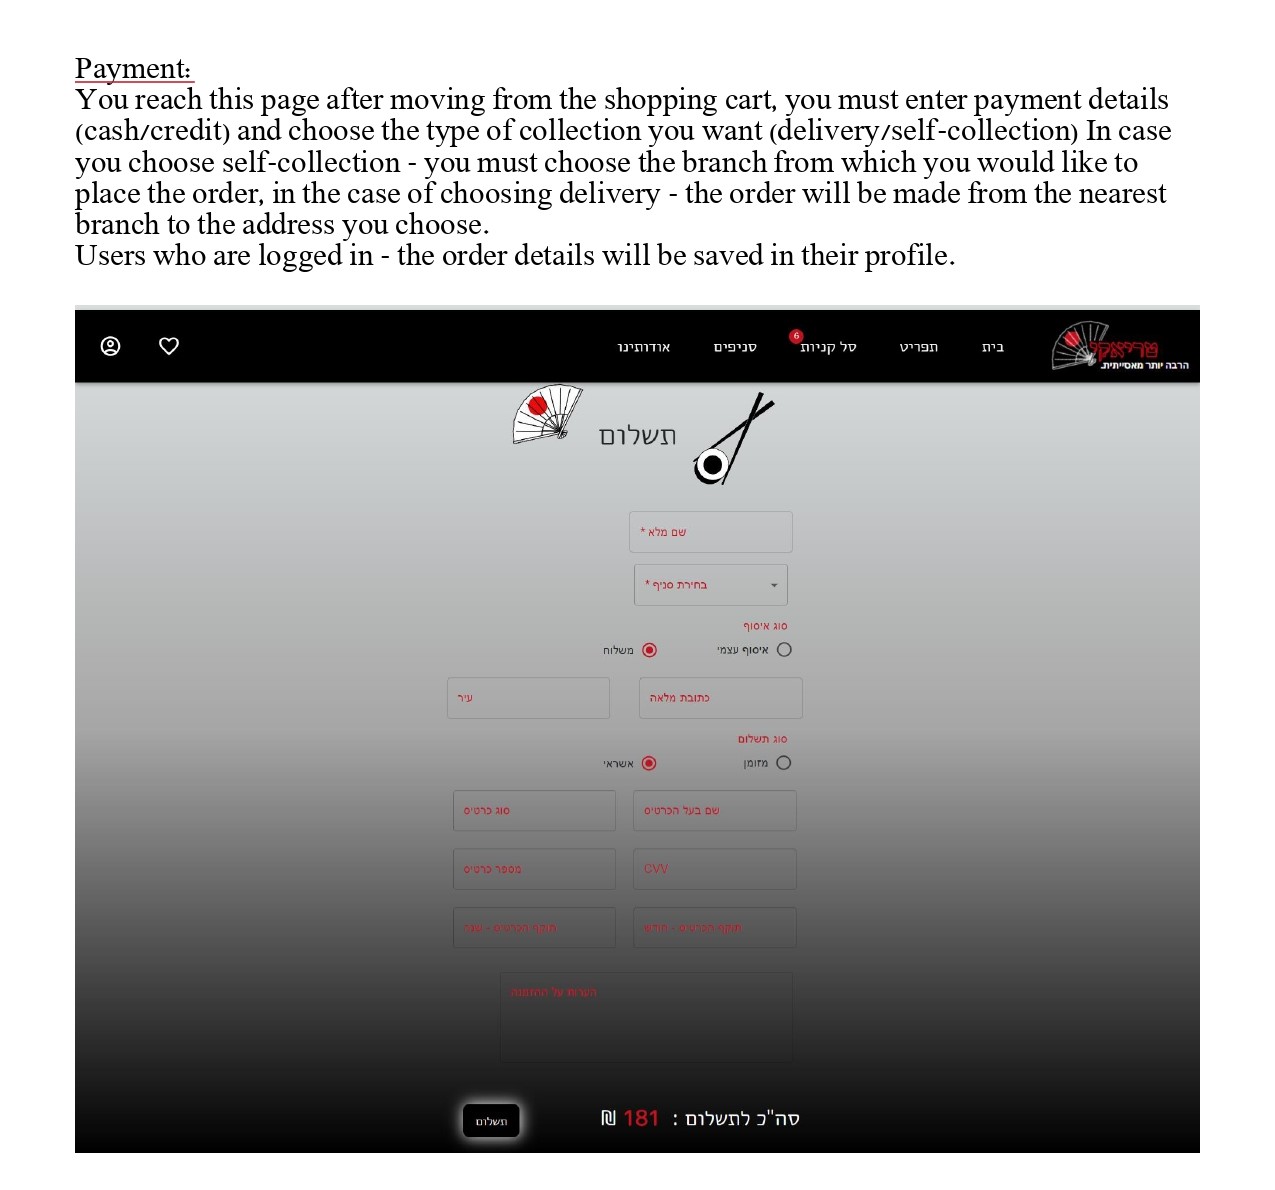 Payment:
You reach this page after moving from the shopping cart, you must enter payment details
(cash/credit) and choose the type of collection you want (delivery/self-collection) In case
you choose self-collection - you must choose the branch from which you would like to
place the order, in the case of choosing delivery - the order will be made from the nearest
branch to the address you choose.
Users who are logged in - the order details will be saved in their profile.
טריאקי
הרבה יותר מאסייתית.
בית תפריט סל קניות 6 סניפים אודותינו
תשלום
שם מלא *
בחירת סניף *
סוג איסוף
איסוף עצמי משלוח
כתובת מלאה עיר
סוג תשלום
מזומן אשראי
שם בעל הכרטיס סוג כרטיס
CVV מספר כרטיס
תוקף הכרטיס - חודש תוקף הכרטיס - שנה
הערות על ההזמנה
סה"כ לתשלום : 181 ₪ תשלום